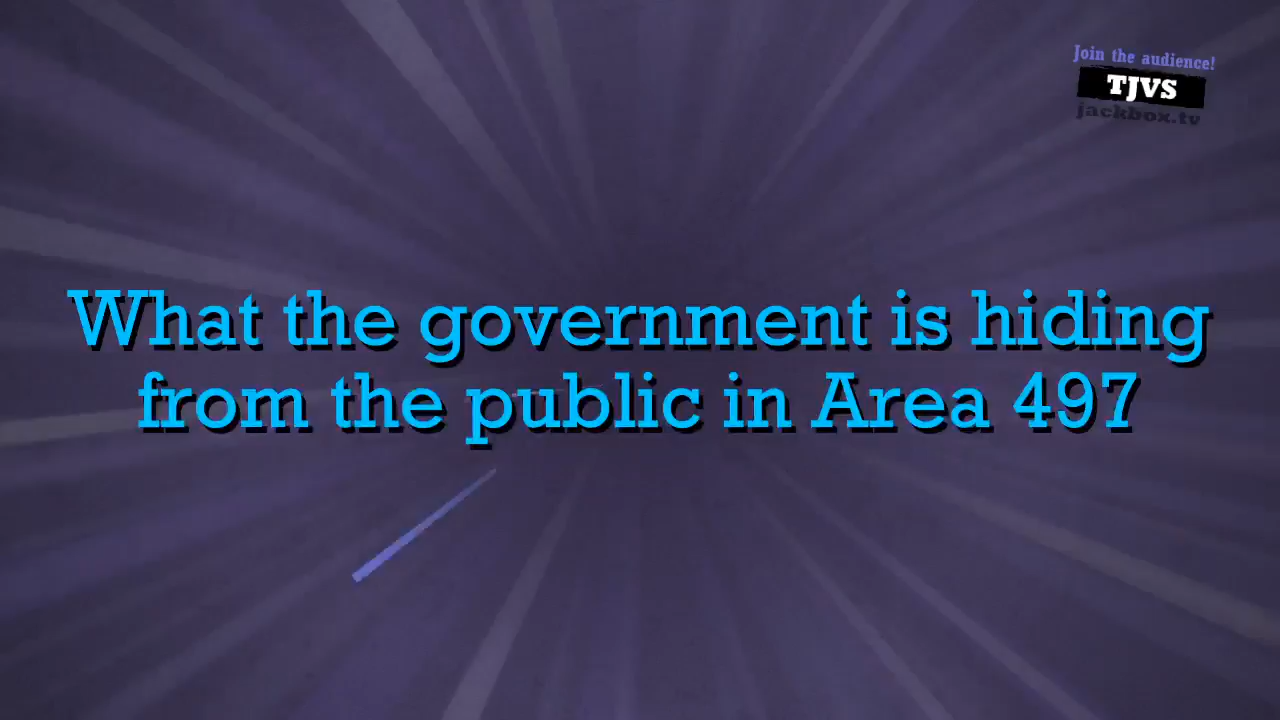 Join the audience!
TJVS
jackbox.tv
What the government is hiding
from the public in Area 497